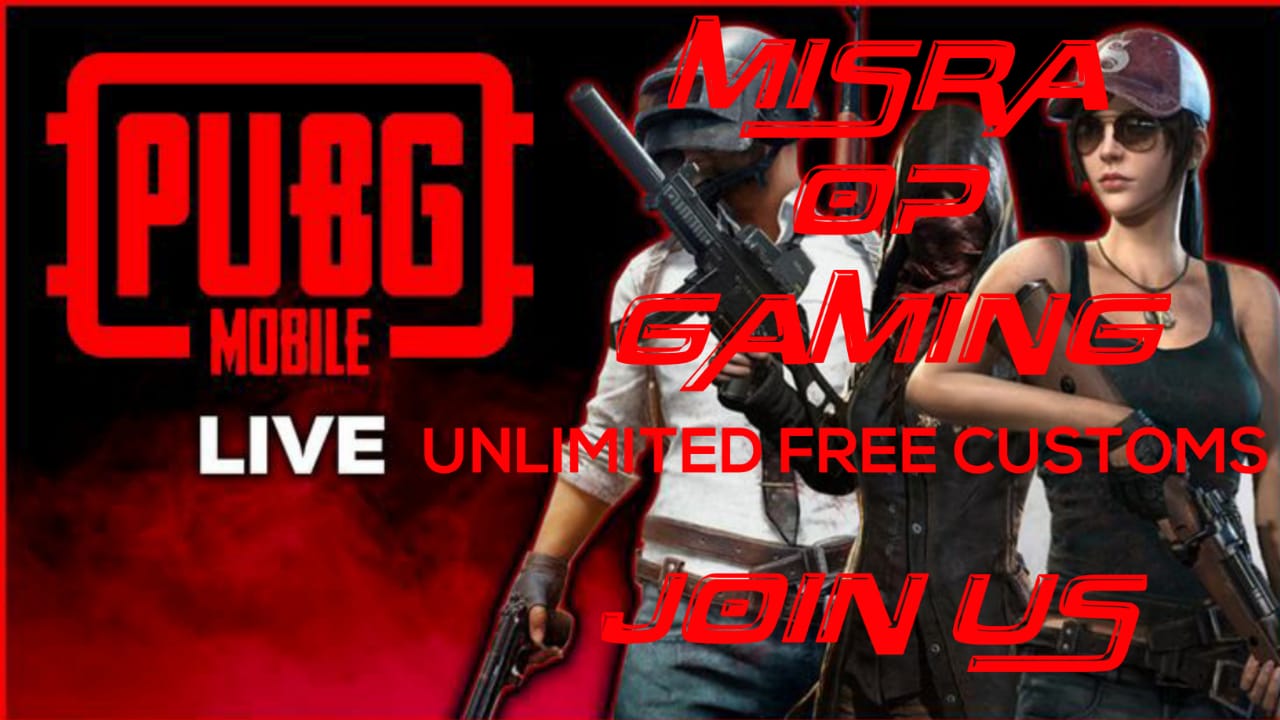 PUBG
MOBILE
LIVE
MISRA
OP
GAMING
UNLIMITED FREE CUSTOMS
JOIN US